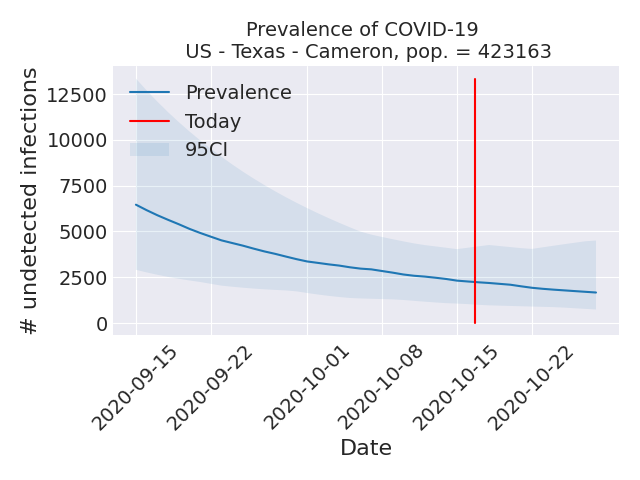 Prevalence of COVID-19
US - Texas - Cameron, pop. = 423163
# undetected infections
12500
10000
7500
5000
2500
0
Prevalence
Today
95CI
2020-09-15
2020-09-22
2020-10-01
2020-10-08
2020-10-15
2020-10-22
Date